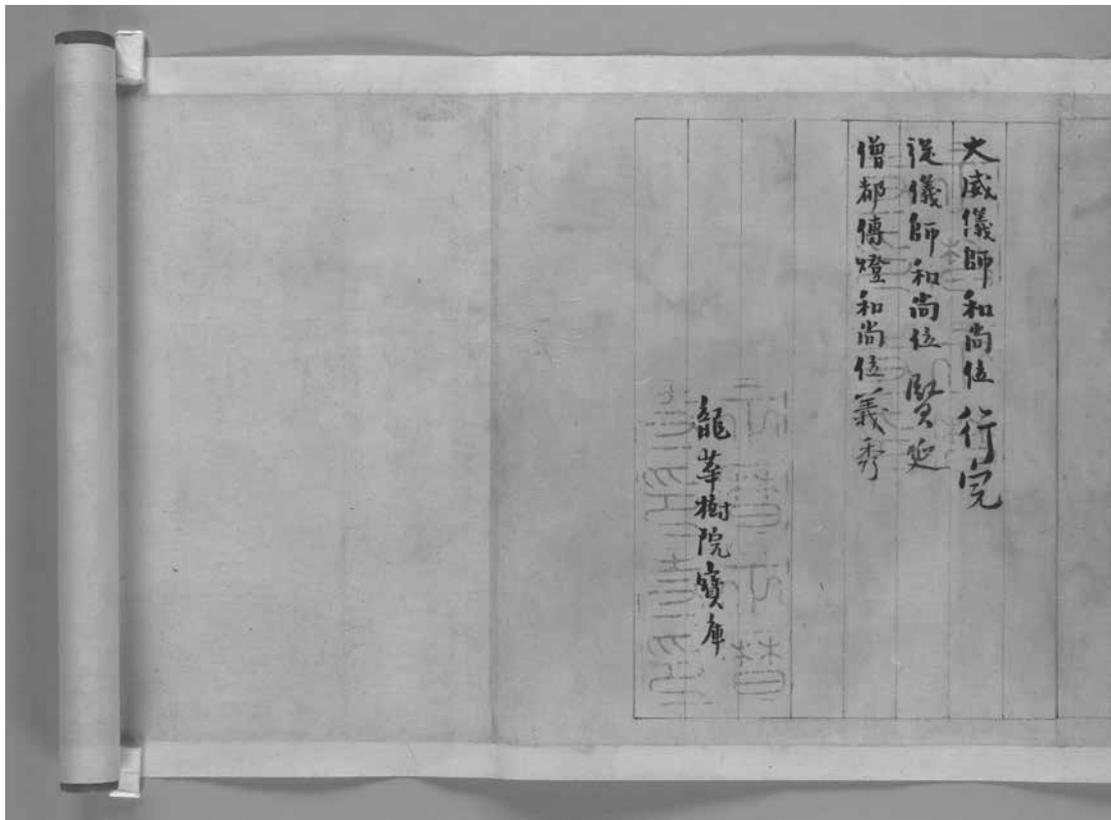 大威儀師和尚位行完
従儀師和尚位賢延
僧都傳燈和尚位義秀
龍華樹院寶庫